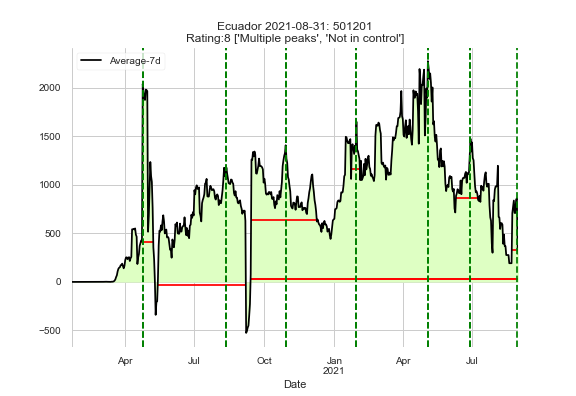 Ecuador 2021-08-31: 501201
Rating:8 ['Multiple peaks', 'Not in control']
Average-7d
2000
1500
1000
500
0
−500
Apr
Jul
Oct
Jan
2021
Apr
Jul
Date